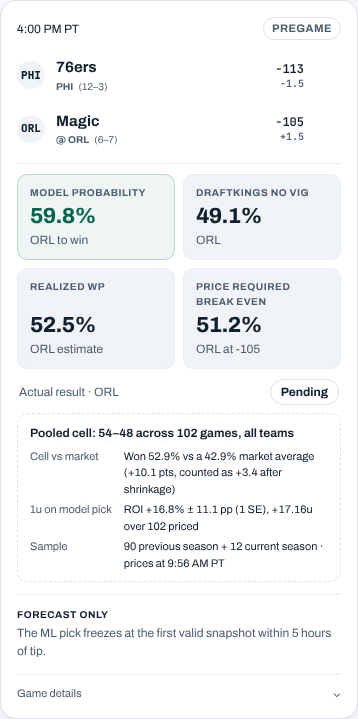 4:00 PM PT PREGAME
PHI 76ers -113
PHI (12–3) -1.5
ORL Magic -105
@ ORL (6–7) +1.5
MODEL PROBABILITY
59.8%
ORL to win
DRAFTKINGS NO VIG
49.1%
ORL
REALIZED WP
52.5%
ORL estimate
PRICE REQUIRED
BREAK EVEN
51.2%
ORL at -105
Actual result · ORL Pending
Pooled cell: 54–48 across 102 games, all teams
Cell vs market Won 52.9% vs a 42.9% market average
(+10.1 pts, counted as +3.4 after
shrinkage)
1u on model pick ROI +16.8% ± 11.1 pp (1 SE), +17.16u
over 102 priced
Sample 90 previous season + 12 current season ·
prices at 9:56 AM PT
FORECAST ONLY
The ML pick freezes at the first valid snapshot within 5 hours
of tip.
Game details